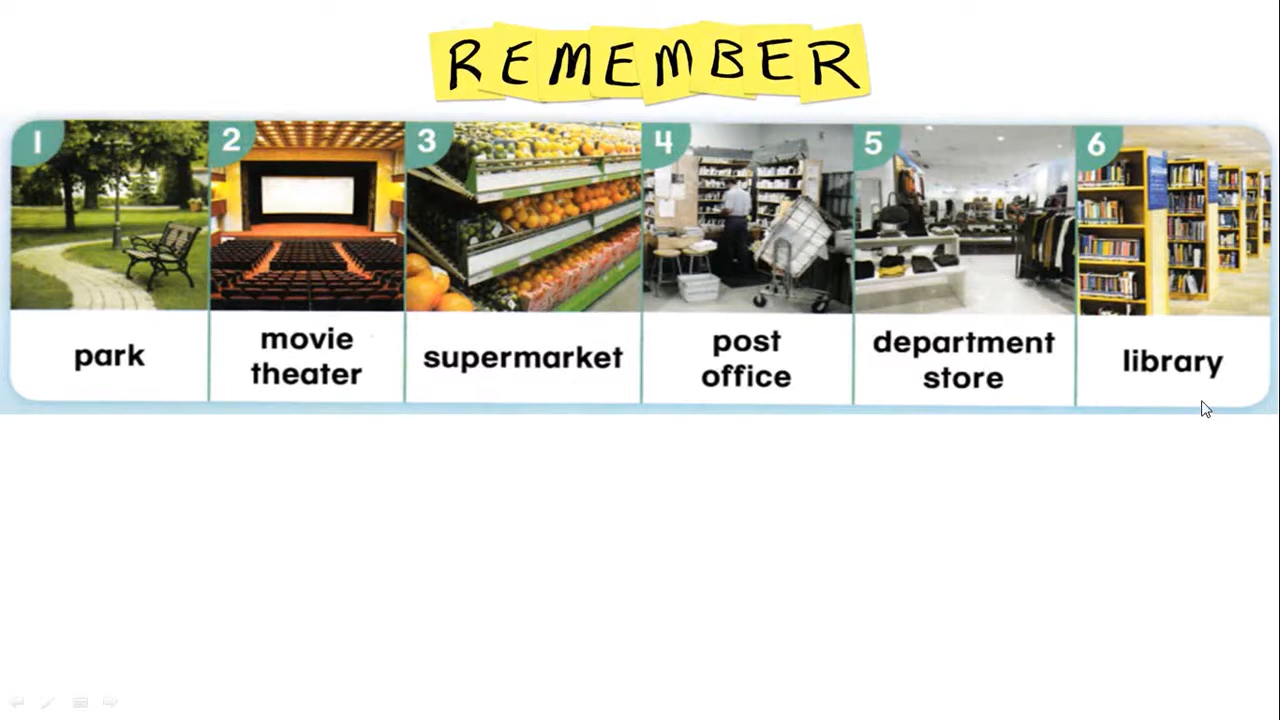 REMEMBER
1
2
3
4
5
6
park
movie
theater
supermarket
post
office
department
store
library